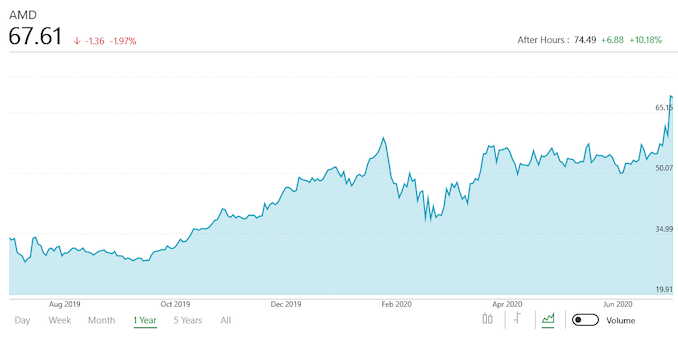 AMD
67.61 ↓ -1.36 -1.97%
After Hours : 74.49 +6.88 +10.18%
65.15
50.07
34.99
19.91
Aug 2019 Oct 2019 Dec 2019 Feb 2020 Apr 2020 Jun 2020
Day Week Month 1 Year 5 Years All Volume